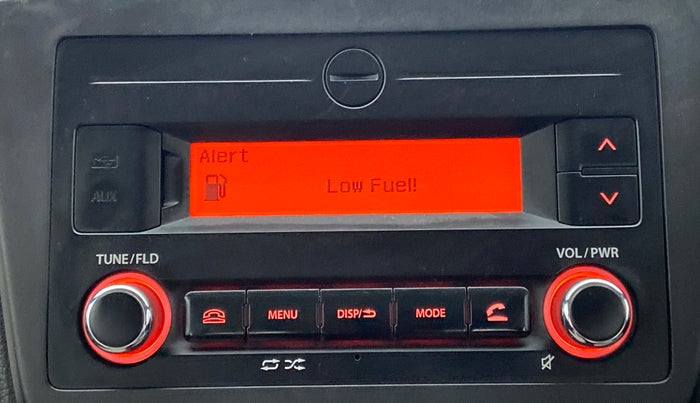 Alert
Low Fuel!
AUX
TUNE/FLD
VOL/PWR
MENU
DISP/
MODE